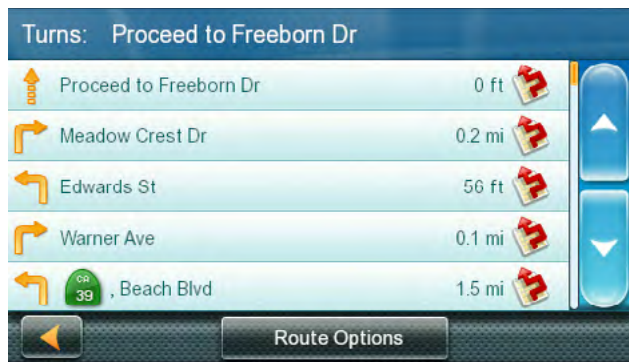 Turns: Proceed to Freeborn Dr
Proceed to Freeborn Dr 0 ft
Meadow Crest Dr 0.2 mi
Edwards St 56 ft
Warner Ave 0.1 mi
CA 39 , Beach Blvd 1.5 mi
Route Options